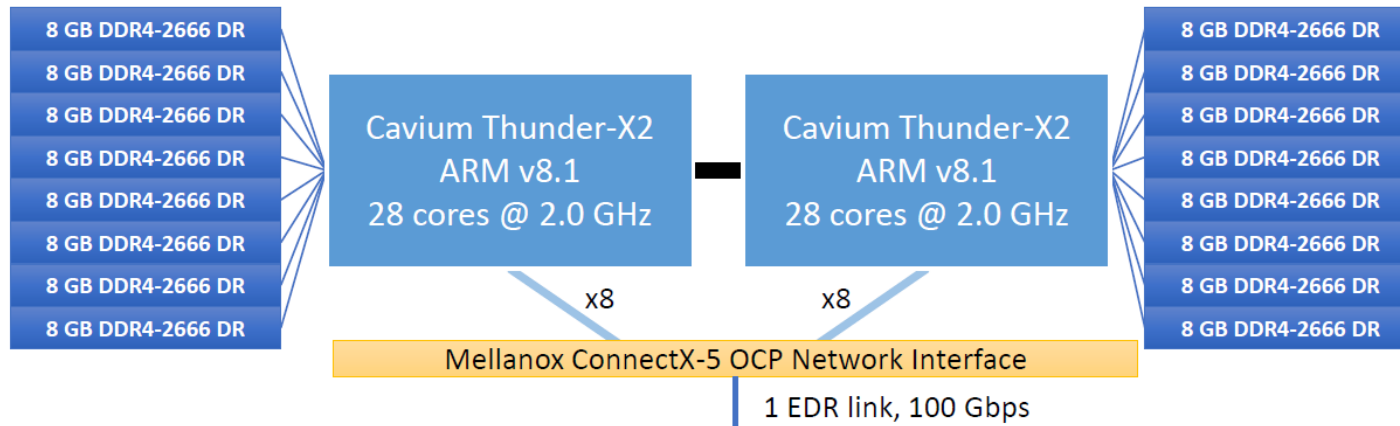 8 GB DDR4-2666 DR
8 GB DDR4-2666 DR
8 GB DDR4-2666 DR
8 GB DDR4-2666 DR
8 GB DDR4-2666 DR
8 GB DDR4-2666 DR
8 GB DDR4-2666 DR
8 GB DDR4-2666 DR
Cavium Thunder-X2
ARM v8.1
28 cores @ 2.0 GHz
Cavium Thunder-X2
ARM v8.1
28 cores @ 2.0 GHz
8 GB DDR4-2666 DR
8 GB DDR4-2666 DR
8 GB DDR4-2666 DR
8 GB DDR4-2666 DR
8 GB DDR4-2666 DR
8 GB DDR4-2666 DR
8 GB DDR4-2666 DR
8 GB DDR4-2666 DR
x8
x8
Mellanox ConnectX-5 OCP Network Interface
1 EDR link, 100 Gbps